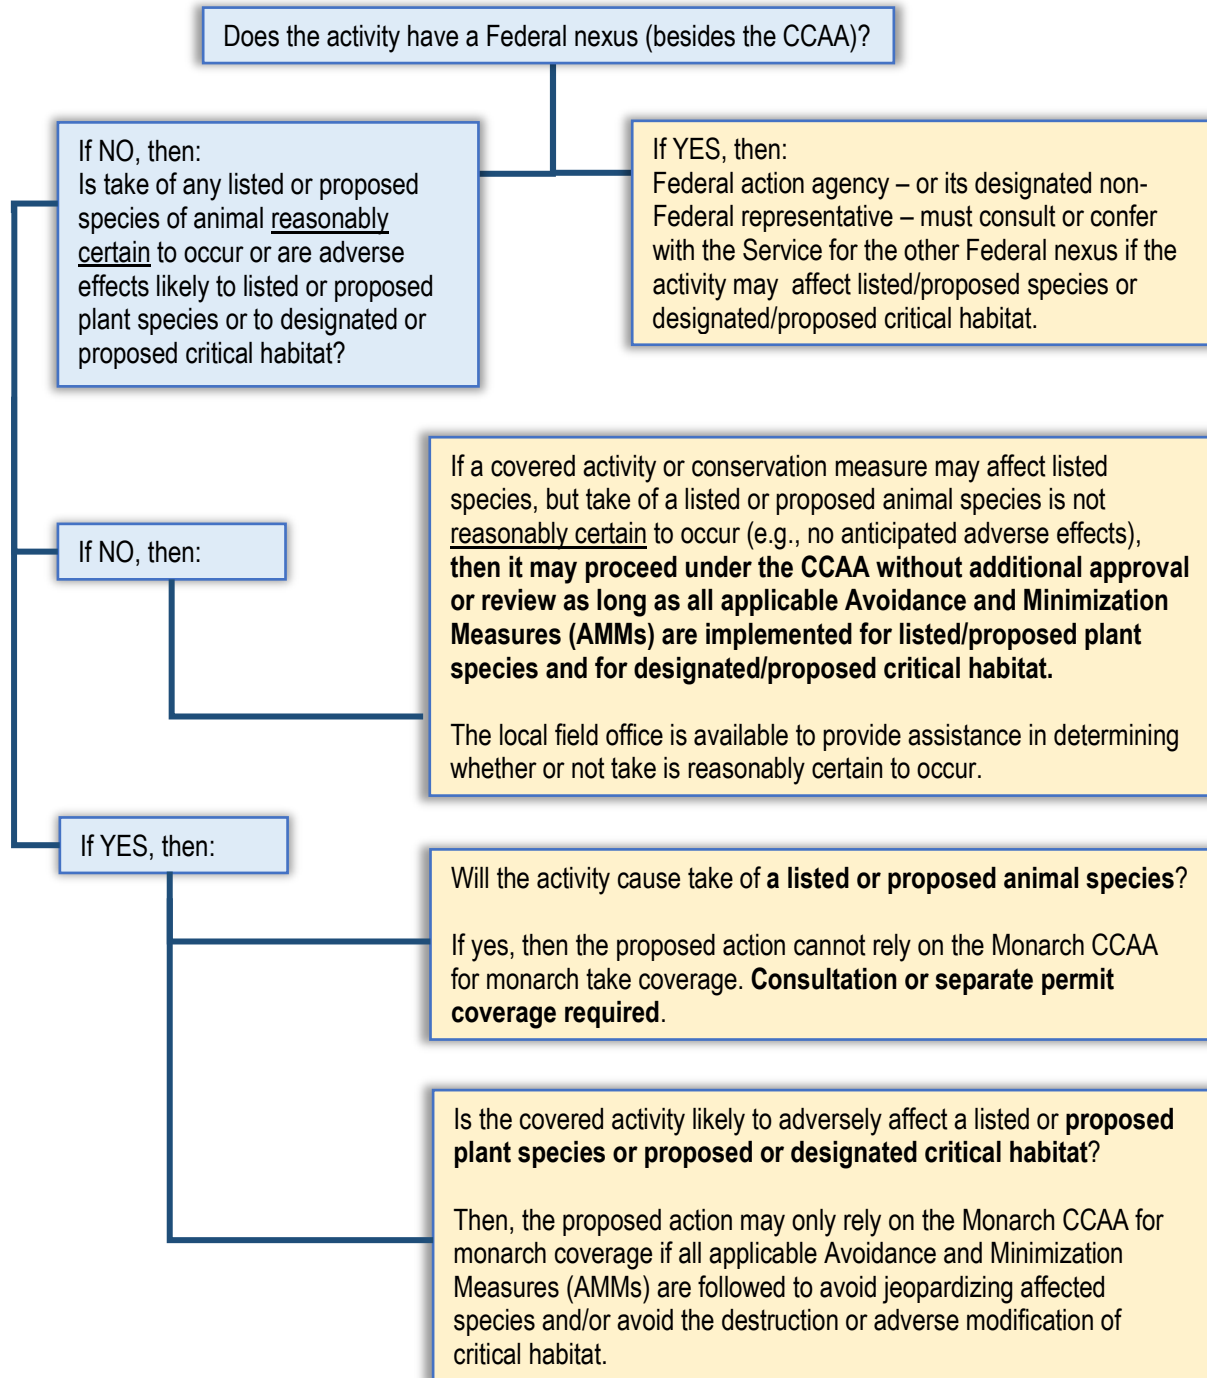 Does the activity have a Federal nexus (besides the CCAA)?
If NO, then:
Is take of any listed or proposed
species of animal reasonably
certain to occur or are adverse
effects likely to listed or proposed
plant species or to designated or
proposed critical habitat?
If YES, then:
Federal action agency – or its designated non-
Federal representative – must consult or confer
with the Service for the other Federal nexus if the
activity may  affect listed/proposed species or
designated/proposed critical habitat.
If NO, then:
If a covered activity or conservation measure may affect listed
species, but take of a listed or proposed animal species is not
reasonably certain to occur (e.g., no anticipated adverse effects),
then it may proceed under the CCAA without additional approval
or review as long as all applicable Avoidance and Minimization
Measures (AMMs) are implemented for listed/proposed plant
species and for designated/proposed critical habitat.
The local field office is available to provide assistance in determining
whether or not take is reasonably certain to occur.
If YES, then:
Will the activity cause take of a listed or proposed animal species?
If yes, then the proposed action cannot rely on the Monarch CCAA
for monarch take coverage. Consultation or separate permit
coverage required.
Is the covered activity likely to adversely affect a listed or proposed
plant species or proposed or designated critical habitat?
Then, the proposed action may only rely on the Monarch CCAA for
monarch coverage if all applicable Avoidance and Minimization
Measures (AMMs) are followed to avoid jeopardizing affected
species and/or avoid the destruction or adverse modification of
critical habitat.